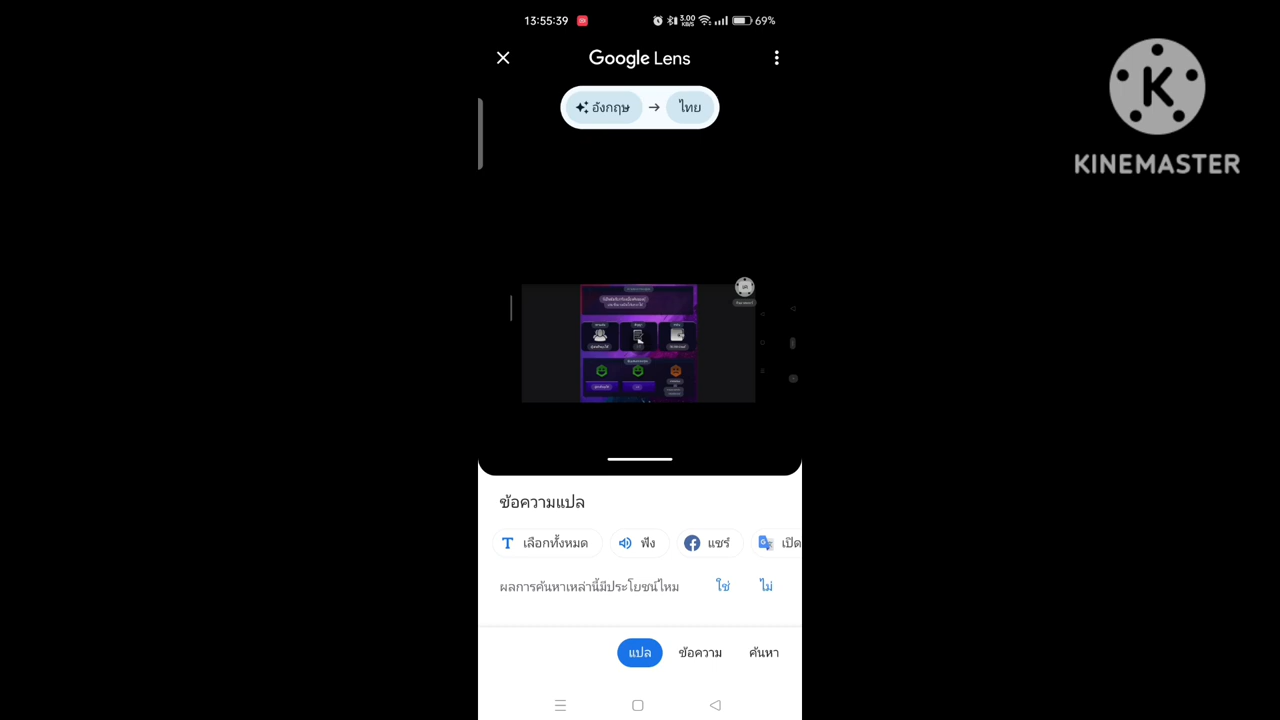 13:55:39
3.00 KB/S
69%
Google Lens
อังกฤษ → ไทย
KINEMASTER
ข้อความแปล
เลือกทั้งหมด
ฟัง
แชร์
เปิด
ผลการค้นหาเหล่านี้มีประโยชน์ไหม
ใช่
ไม่
แปล
ข้อความ
ค้นหา